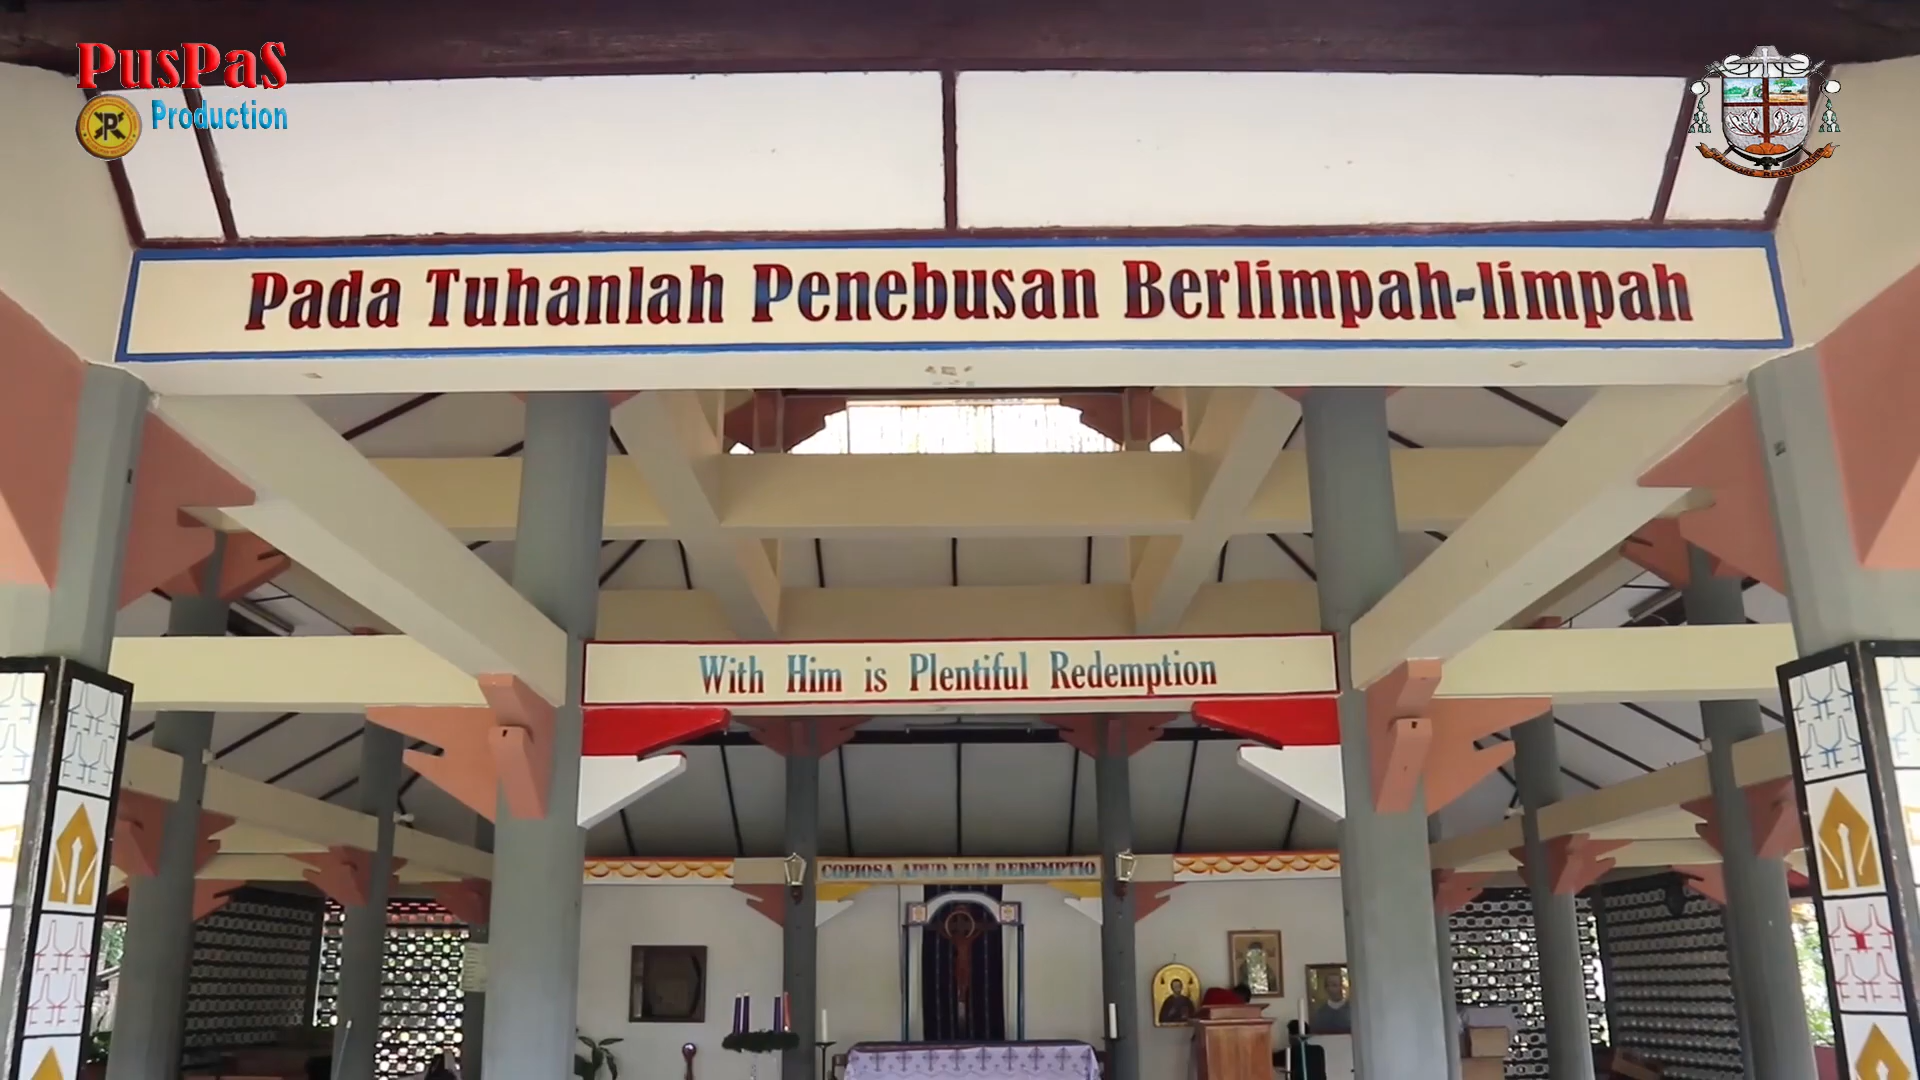 PusPaS
Production
Pada Tuhanlah Penebusan Berlimpah-limpah
With Him is Plentiful Redemption
COPIOSA APUD EUM REDEMPTIO